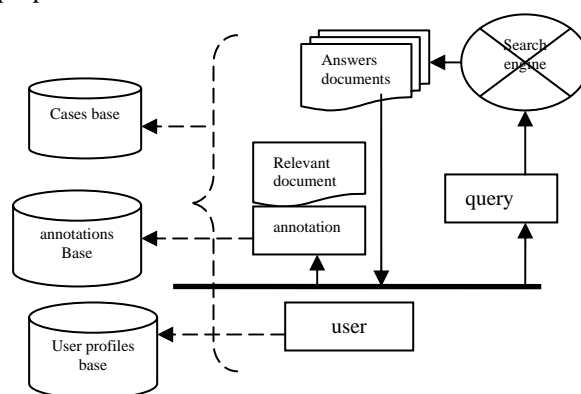 Search
engine
Answers
documents
Cases base
Relevant
document
query
annotations
Base
annotation
user
User profiles
base